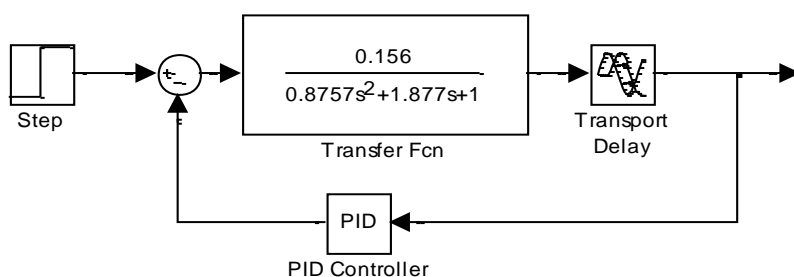 0.156
0.8757s²+1.877s+1
Step
Transfer Fcn
Transport
Delay
PID
PID Controller